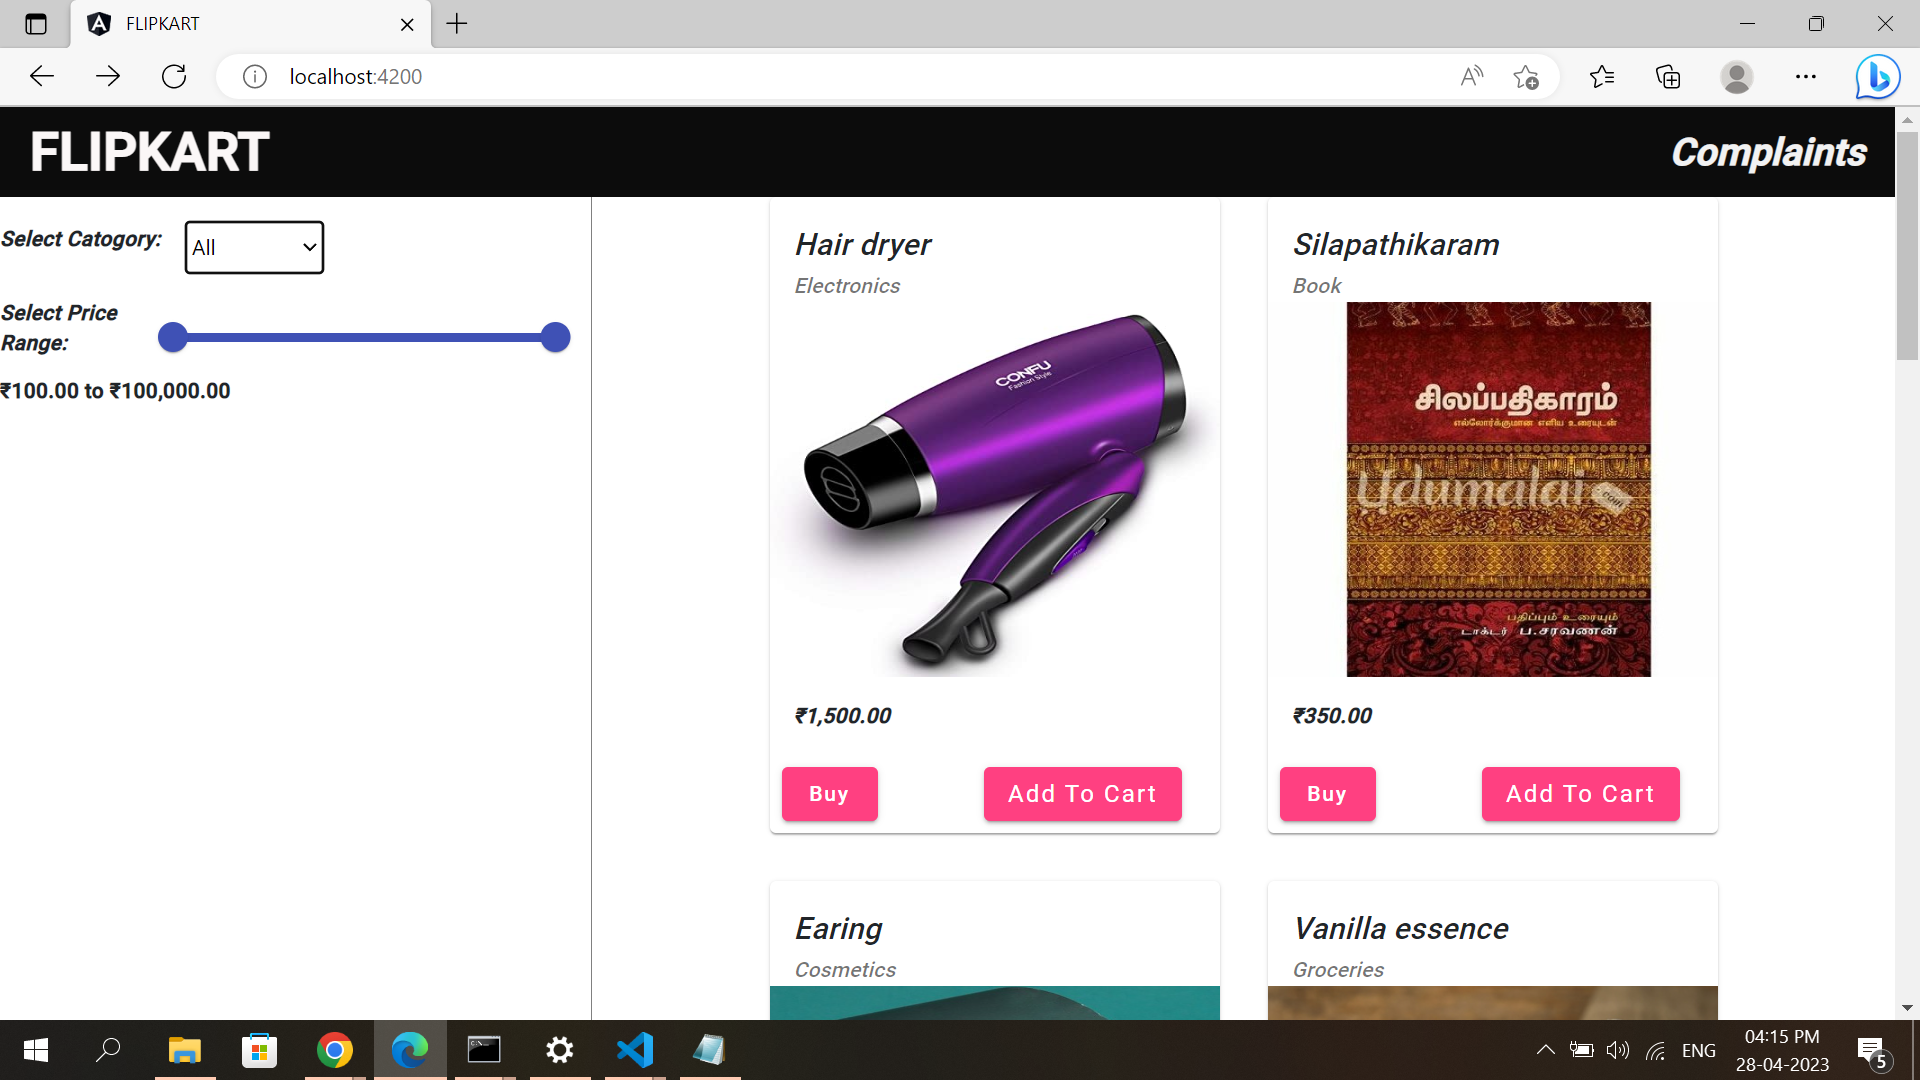 FLIPKART
localhost:4200
FLIPKART
Complaints
Select Catogory:
All
Select Price
Range:
₹100.00 to ₹100,000.00
Hair dryer
Electronics
CONFU
Fashion Style
₹1,500.00
Buy
Add To Cart
Silapathikaram
Book
சிலப்பதிகாரம்
எல்லோர்க்குமான எளிய உரையுடன்
Udumalai
.com
பதிப்பும் உரையும்
டாக்டர் ப.சரவணன்
₹350.00
Buy
Add To Cart
Earing
Cosmetics
Vanilla essence
Groceries
ENG
04:15 PM
28-04-2023
5